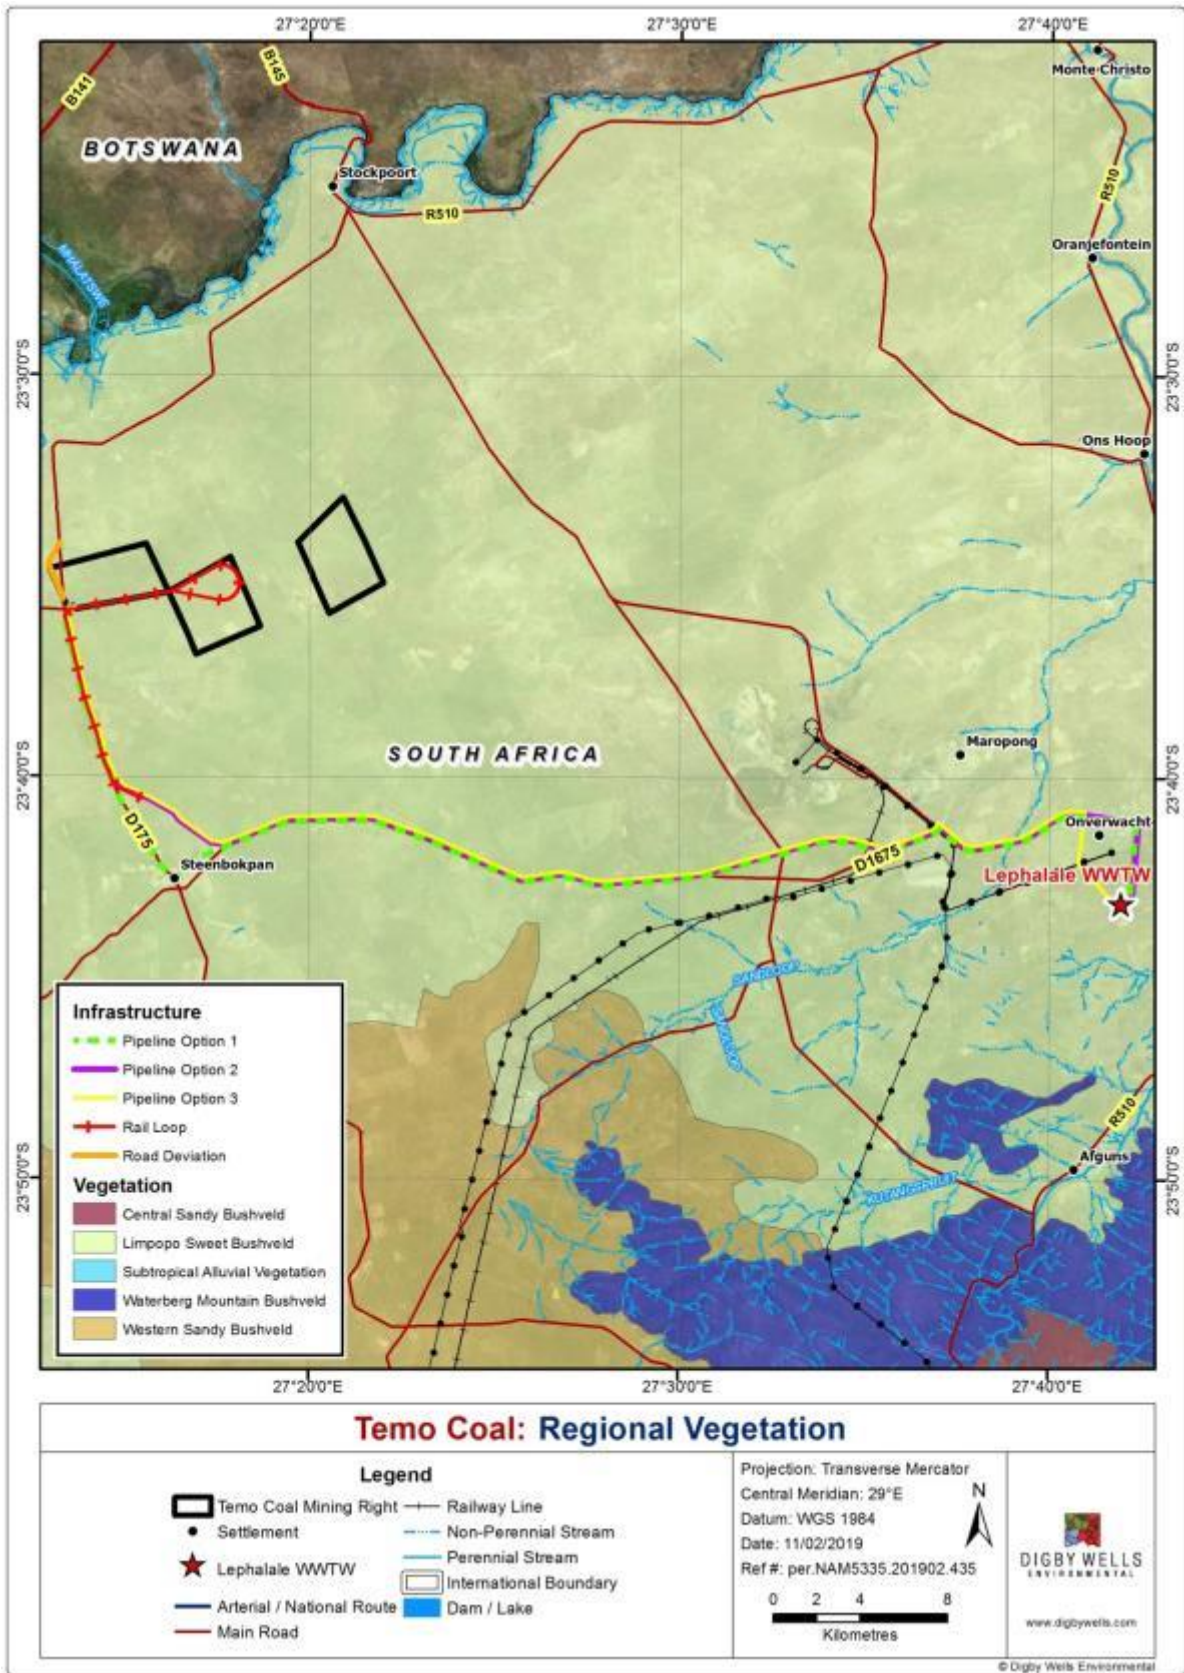 27°20'0"E
27°30'0"E
27°40'0"E
B141
B145
Monte-Christo
BOTSWANA
Stockpoort
R510
R510
Oranjefontein
MHALATSWE
23°30'0"S
23°30'0"S
Ons Hoop
SOUTH AFRICA
Maropong
23°40'0"S
23°40'0"S
D175
Onverwacht
Steenbokpan
D1675
Lephalale WWTW
SANDLOOP
Infrastructure
Pipeline Option 1
Pipeline Option 2
Pipeline Option 3
Rail Loop
Road Deviation
Vegetation
Central Sandy Bushveld
Limpopo Sweet Bushveld
Subtropical Alluvial Vegetation
Waterberg Mountain Bushveld
Western Sandy Bushveld
R510
Afguns
23°50'0"S
23°50'0"S
27°20'0"E
27°30'0"E
27°40'0"E
Temo Coal: Regional Vegetation
Legend
Temo Coal Mining Right
Settlement
Lephalale WWTW
Arterial / National Route
Main Road
Railway Line
Non-Perennial Stream
Perennial Stream
International Boundary
Dam / Lake
Projection: Transverse Mercator
Central Meridian: 29°E
Datum: WGS 1984
Date: 11/02/2019
Ref #: per.NAM5335.201902.435
N
0 2 4 8
Kilometres
DIGBY WELLS
ENVIRONMENTAL
www.digbywells.com
© Digby Wells Environmental